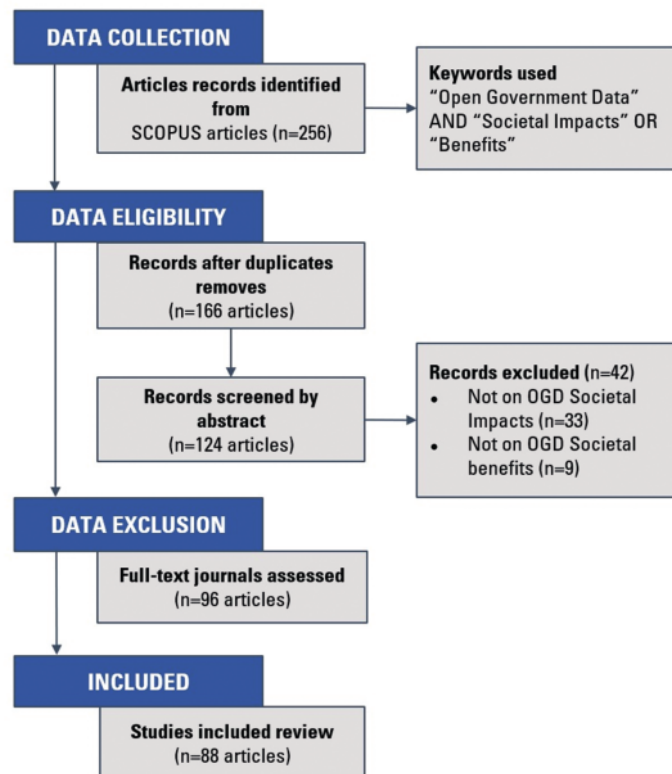 DATA COLLECTION
Articles records identified
from
SCOPUS articles (n=256)
Keywords used
“Open Government Data”
AND “Societal Impacts” OR
“Benefits”
DATA ELIGIBILITY
Records after duplicates
removes
(n=166 articles)
Records screened by
abstract
(n=124 articles)
Records excluded (n=42)
• Not on OGD Societal
Impacts (n=33)
• Not on OGD Societal
benefits (n=9)
DATA EXCLUSION
Full-text journals assessed
(n=96 articles)
INCLUDED
Studies included review
(n=88 articles)